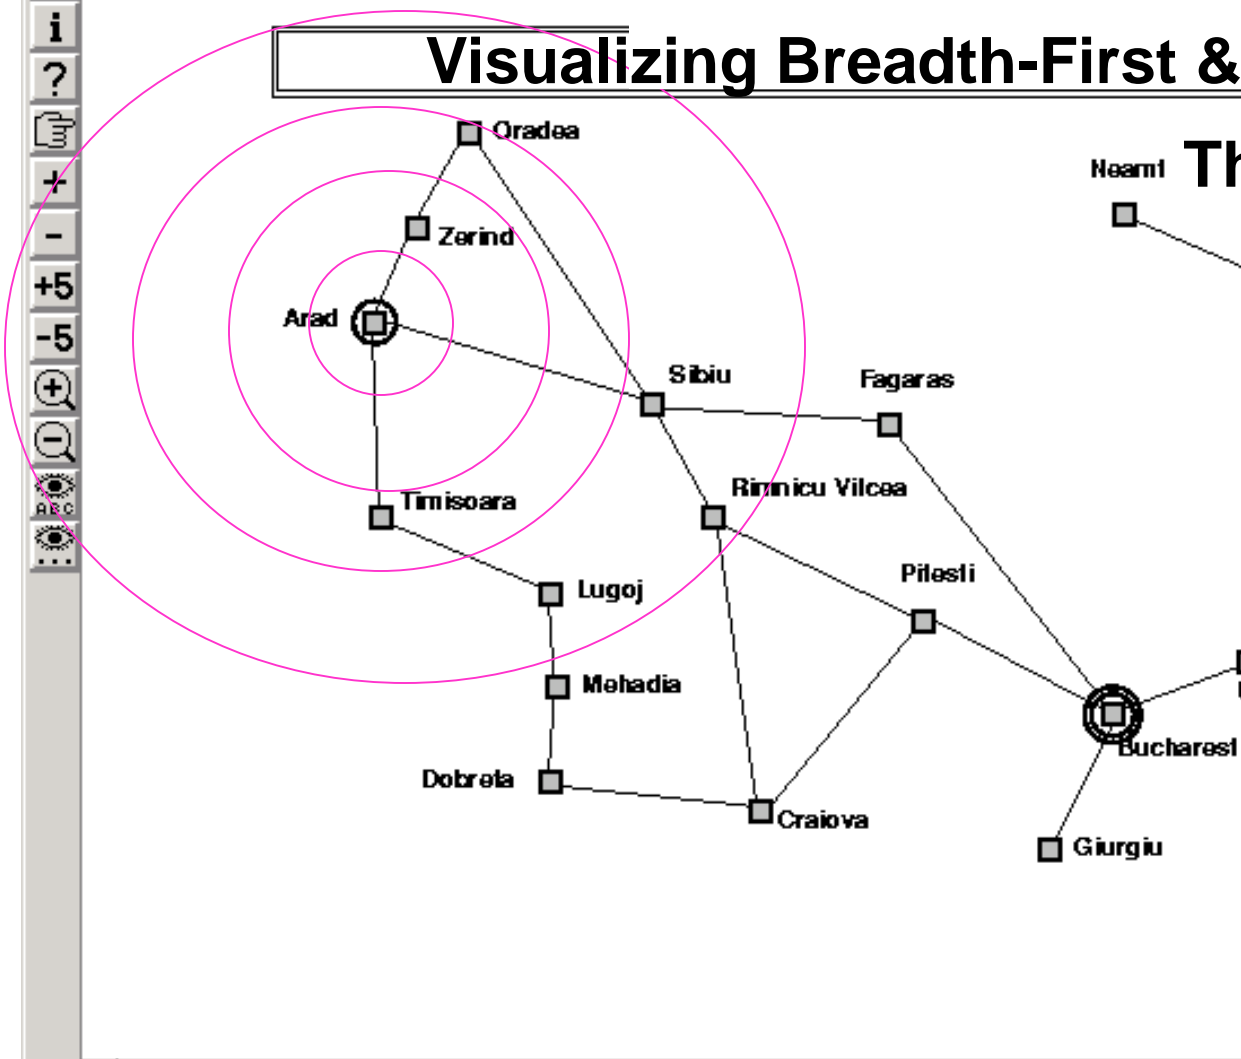 i
Visualizing Breadth-First &
?
Oradea
Neamt
Th
+
Zerind
-
+5
Arad
-5
Sibiu
Fagaras
+
-
Timisoara
Rimnicu Vilcea
ABC
...
Pitesti
Lugoj
Mehadia
Bucharest
Dobreta
Craiova
Giurgiu